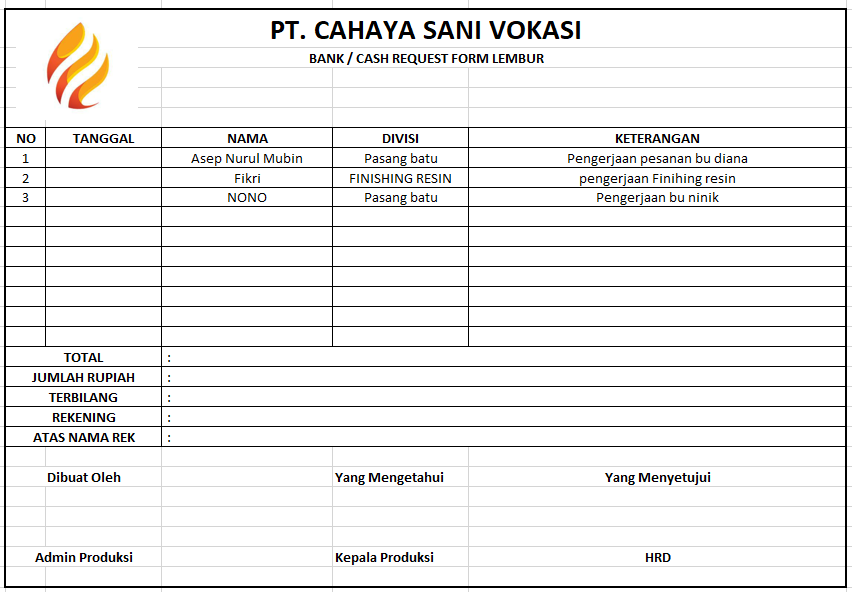 PT. CAHAYA SANI VOKASI
BANK / CASH REQUEST FORM LEMBUR
NO TANGGAL NAMA DIVISI KETERANGAN
1 Asep Nurul Mubin Pasang batu Pengerjaan pesanan bu diana
2 Fikri FINISHING RESIN pengerjaan Finihing resin
3 NONO Pasang batu Pengerjaan bu ninik
TOTAL :
JUMLAH RUPIAH :
TERBILANG :
REKENING :
ATAS NAMA REK :
Dibuat Oleh Yang Mengetahui Yang Menyetujui
Admin Produksi Kepala Produksi HRD